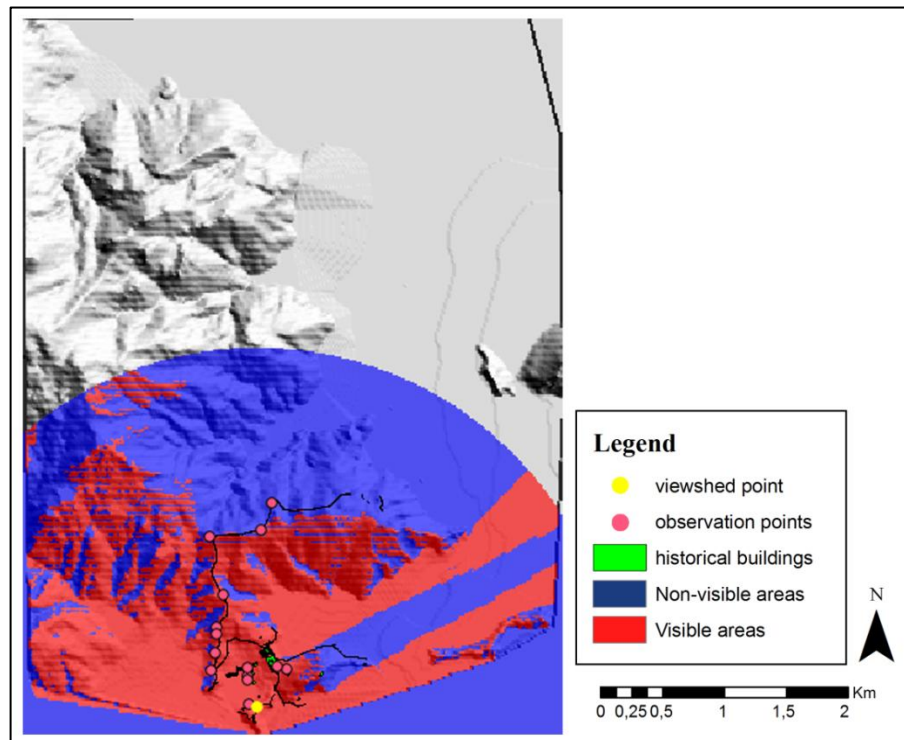 Legend
viewshed point
observation points
historical buildings
Non-visible areas
Visible areas
N
Km
0 0,25 0,5 1 1,5 2